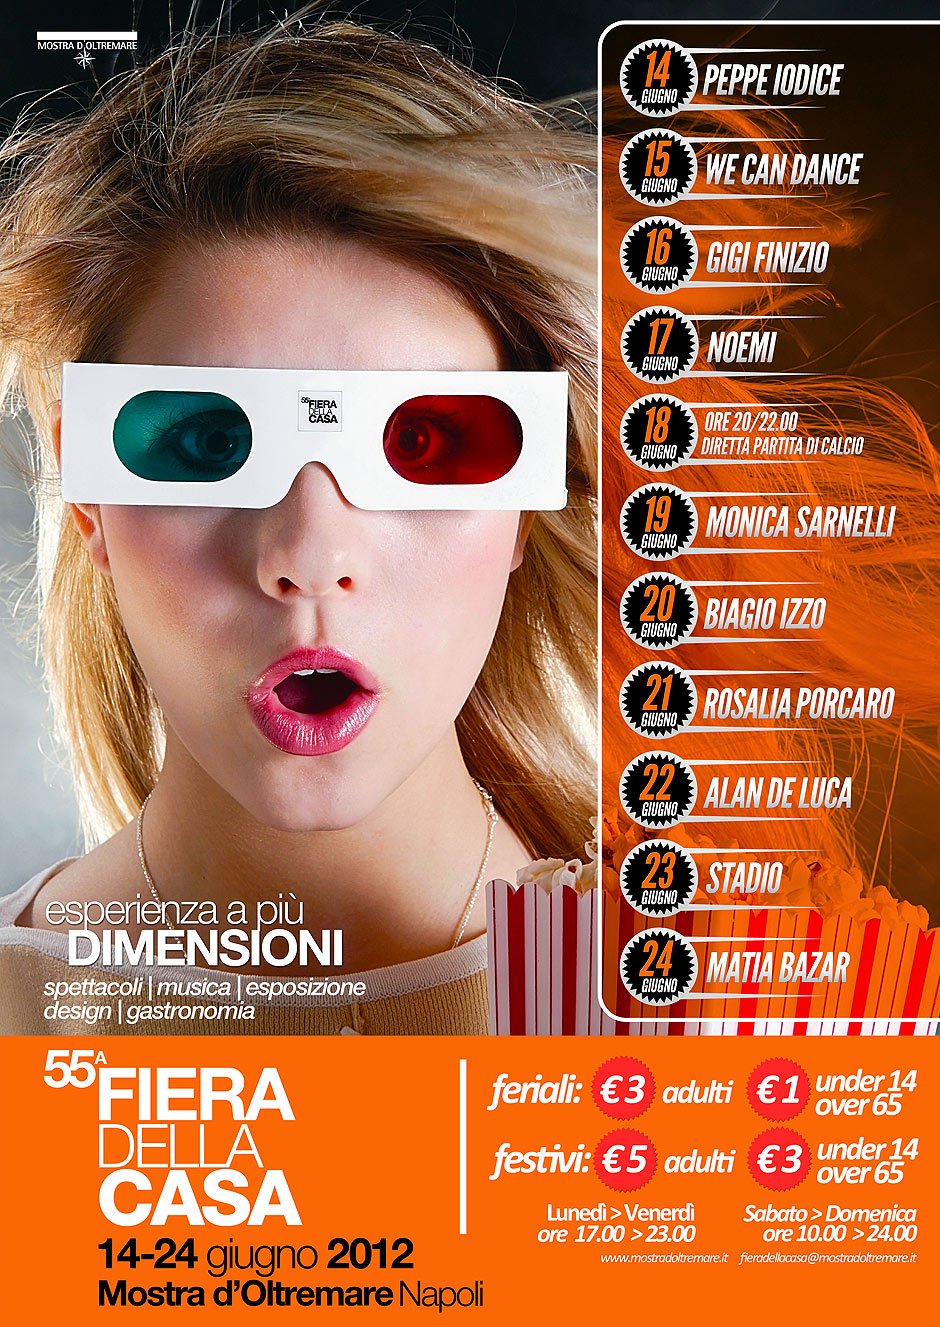 MOSTRA D'OLTREMARE
14
GIUGNO
PEPPE IODICE
15
GIUGNO
WE CAN DANCE
16
GIUGNO
GIGI FINIZIO
17
GIUGNO
NOEMI
18
GIUGNO
ORE 20/22.00
DIRETTA PARTITA DI CALCIO
19
GIUGNO
MONICA SARNELLI
20
GIUGNO
BIAGIO IZZO
21
GIUGNO
ROSALIA PORCARO
22
GIUGNO
ALAN DE LUCA
23
GIUGNO
STADIO
24
GIUGNO
MATIA BAZAR
55ª FIERA
DELLA
CASA
esperienza a più
DIMENSIONI
spettacoli | musica | esposizione
design | gastronomia
55A
FIERA
DELLA
CASA
14-24 giugno 2012
Mostra d'Oltremare Napoli
feriali: €3 adulti €1 under 14
over 65
festivi: €5 adulti €3 under 14
over 65
Lunedì > Venerdì
ore 17.00 > 23.00
Sabato > Domenica
ore 10.00 > 24.00
www.mostradoltremare.it fieradellacasa@mostradoltremare.it